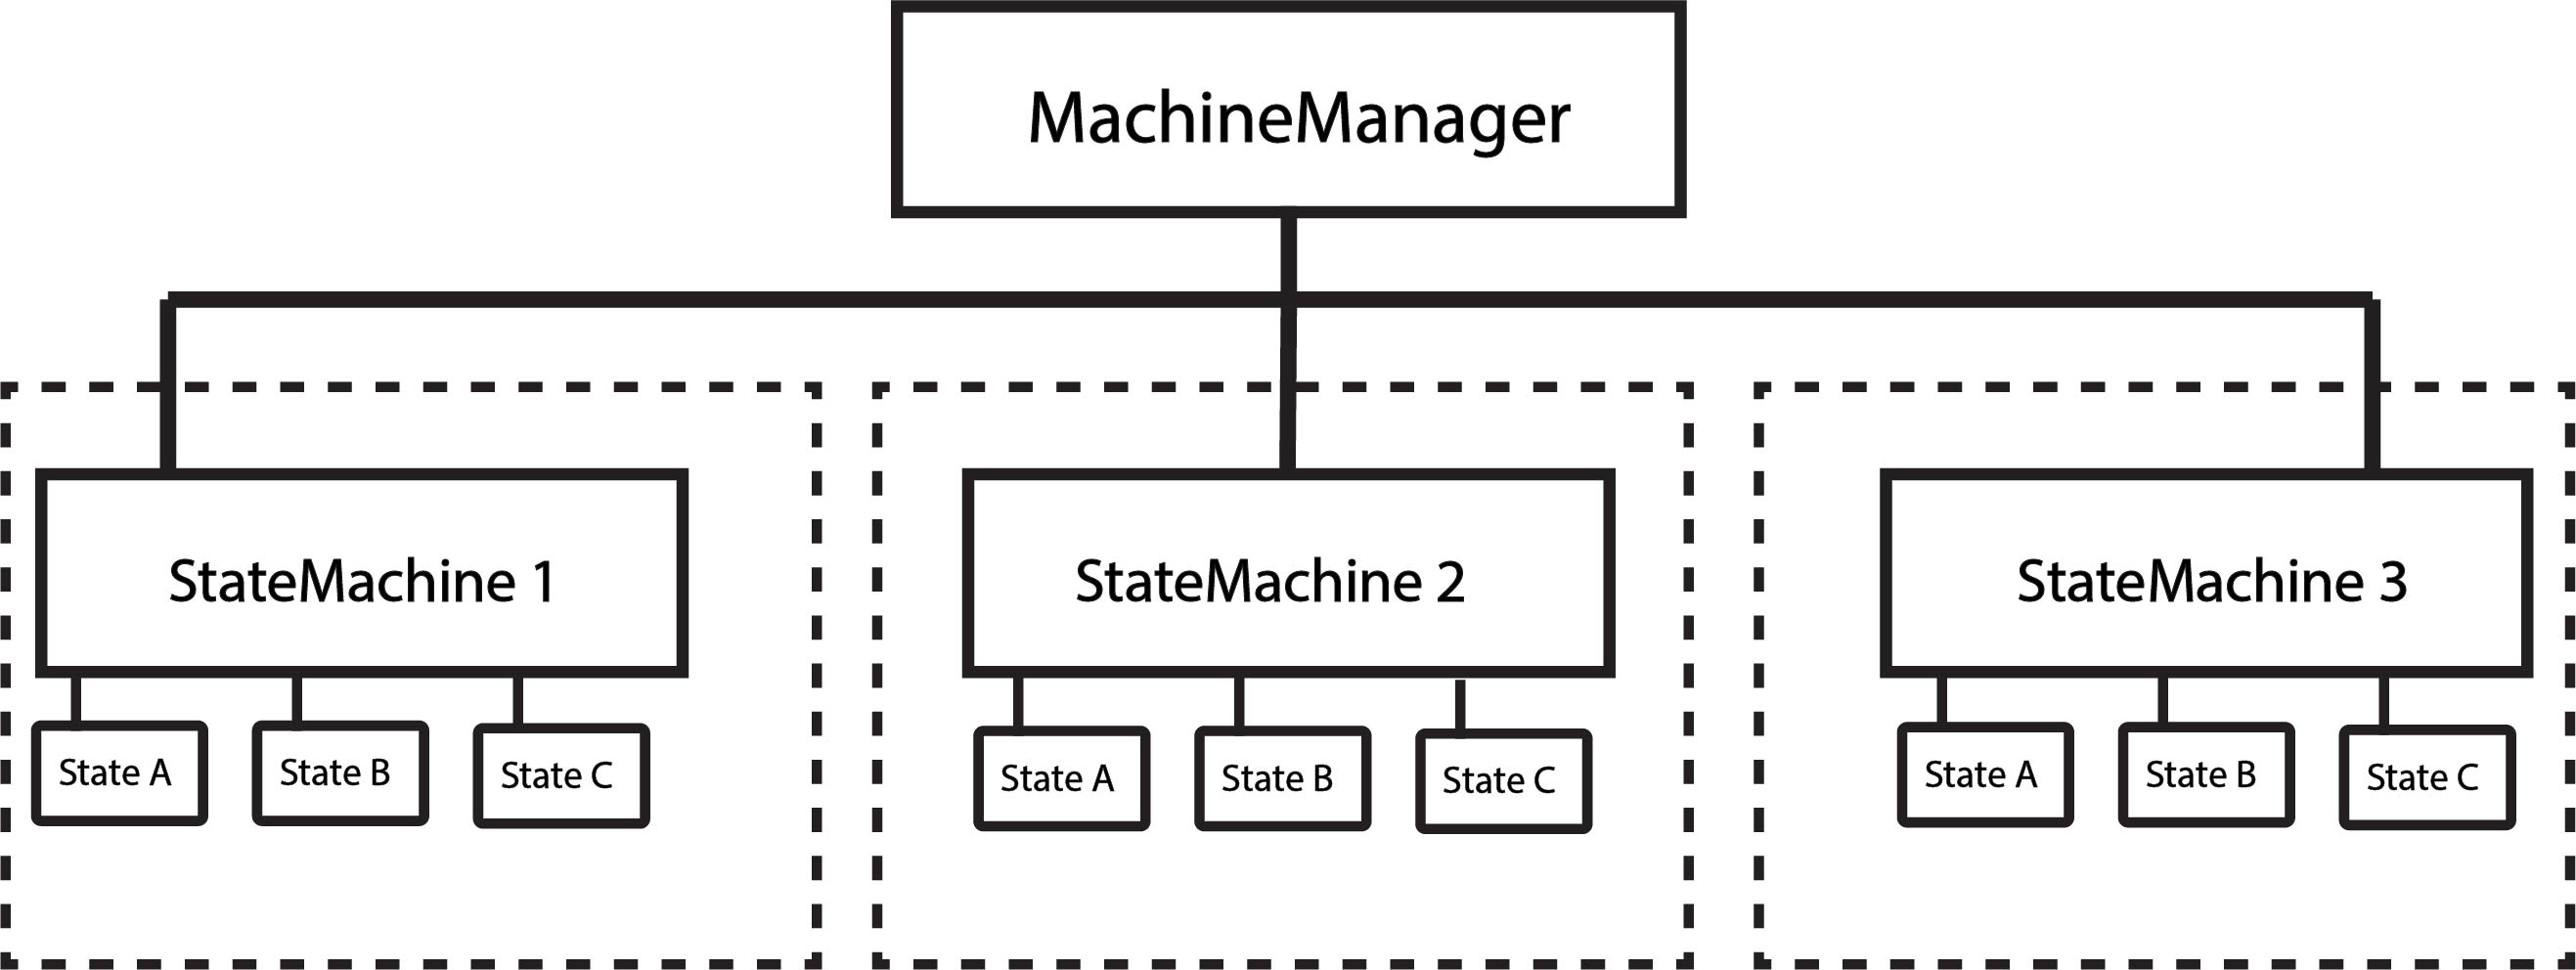 MachineManager
StateMachine 1
StateMachine 2
StateMachine 3
State A
State B
State C
State A
State B
State C
State A
State B
State C